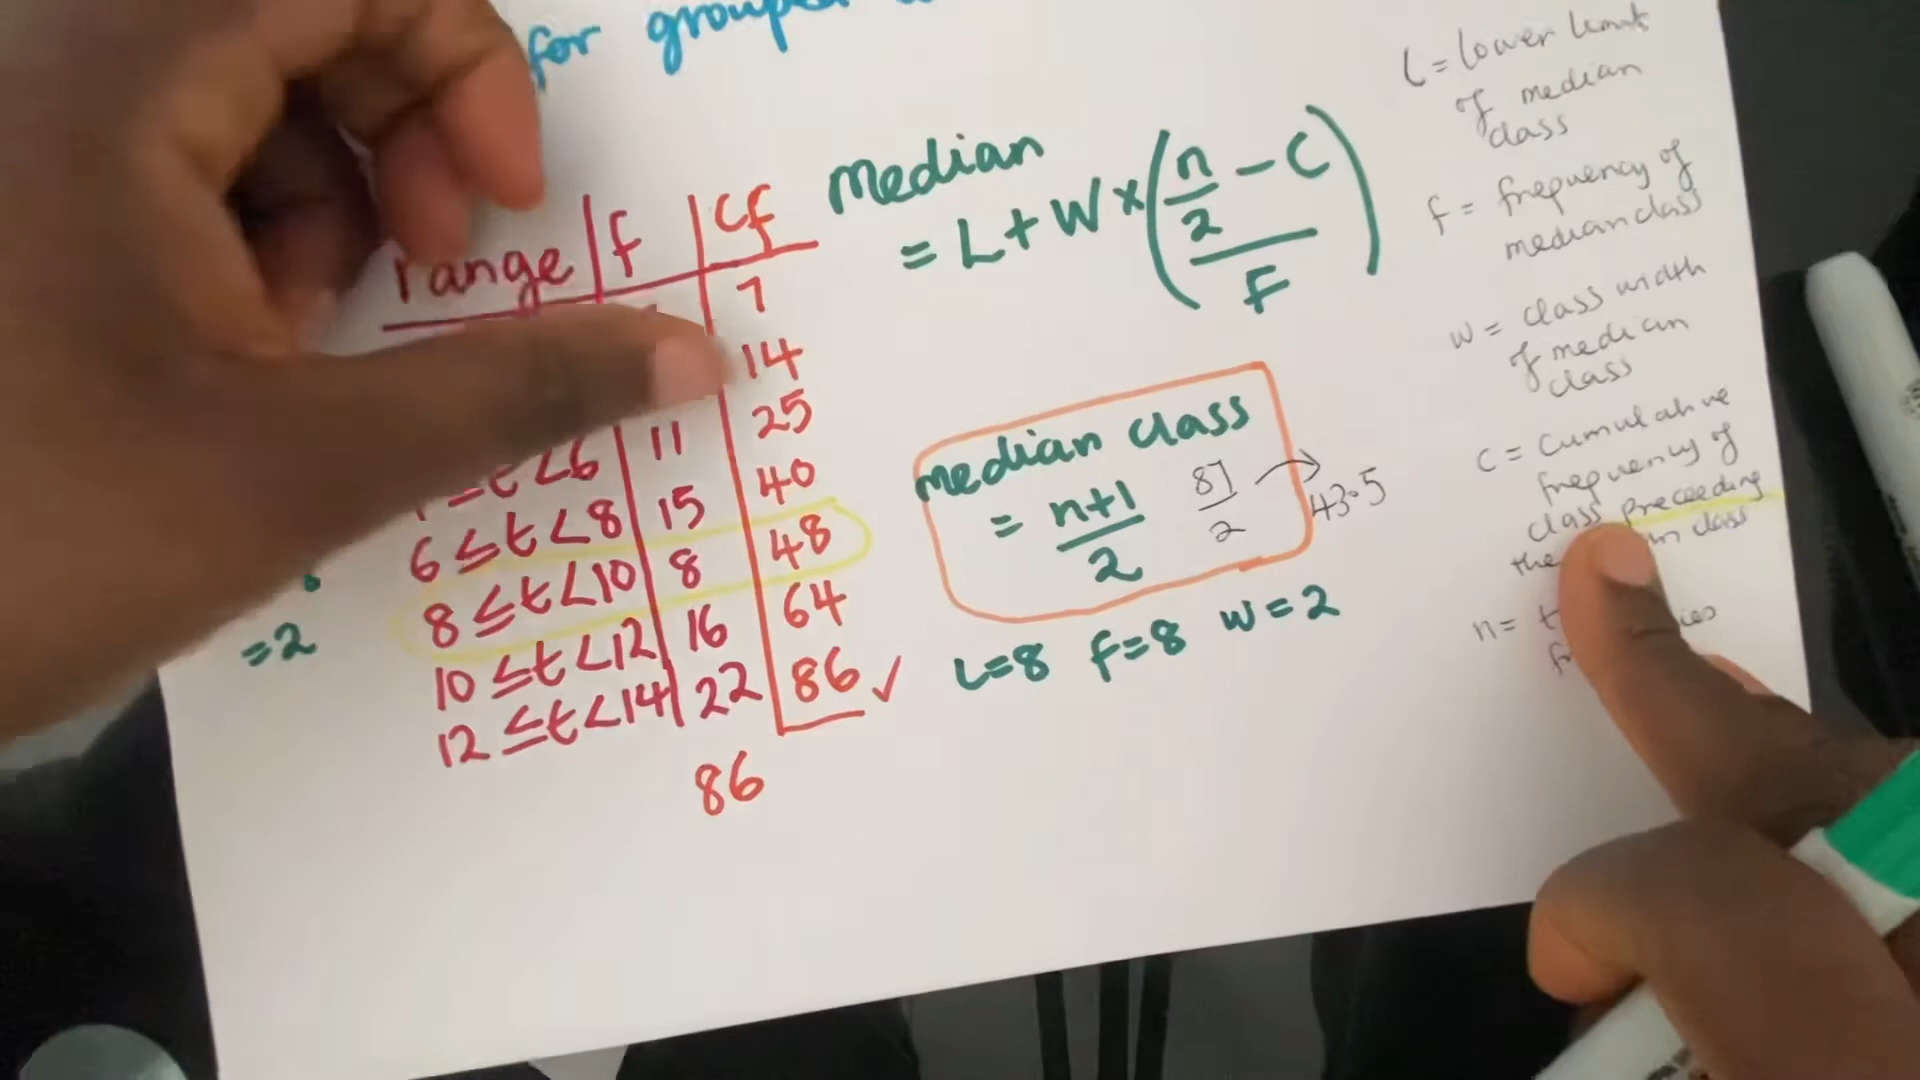 for grouped
range f cf
7
14
≤t<6 11 25
6≤t<8 15 40
8≤t<10 8 48
10≤t<12 16 64
12≤t<14 22 86 ✓
86
=2
Median
= L+W×(n/2 - C)
F
median class
= n+1 87
2 2 → 43.5
L=8 f=8 w=2
L = lower limit
of median
class
f = frequency of
median class
w = class width
of median
class
C = cumulative
frequency of
class preceeding
the class
n=